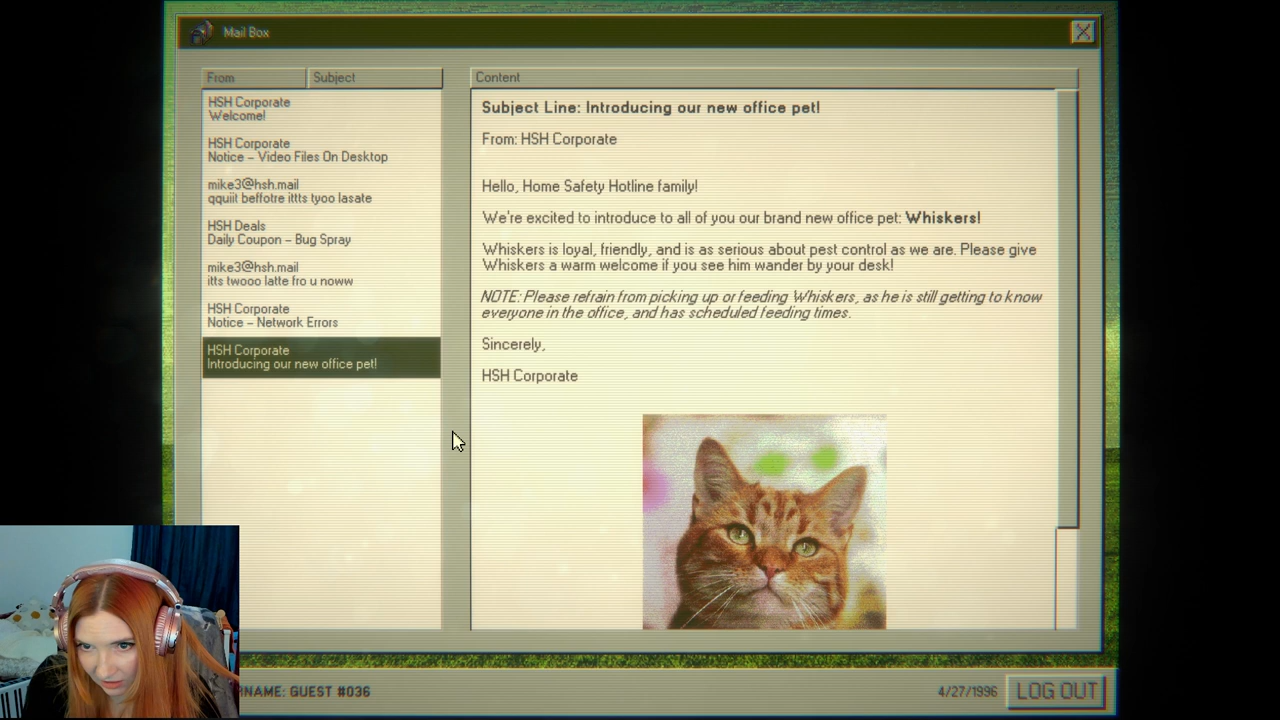 Mail Box
From
Subject
Content
HSH Corporate
Welcome!
HSH Corporate
Notice – Video Files On Desktop
mike3@hsh.mail
qquiit beffotre ittts tyoo lasate
HSH Deals
Daily Coupon – Bug Spray
mike3@hsh.mail
itts twooo latte fro u noww
HSH Corporate
Notice – Network Errors
HSH Corporate
Introducing our new office pet!
Subject Line: Introducing our new office pet!
From: HSH Corporate
Hello, Home Safety Hotline family!
We're excited to introduce to all of you our brand new office pet: Whiskers!
Whiskers is loyal, friendly, and is as serious about pest control as we are. Please give
Whiskers a warm welcome if you see him wander by your desk!
NOTE: Please refrain from picking up or feeding Whiskers, as he is still getting to know
everyone in the office, and has scheduled feeding times.
Sincerely,
HSH Corporate
RNAME: GUEST #036
4/27/1996
LOG OUT